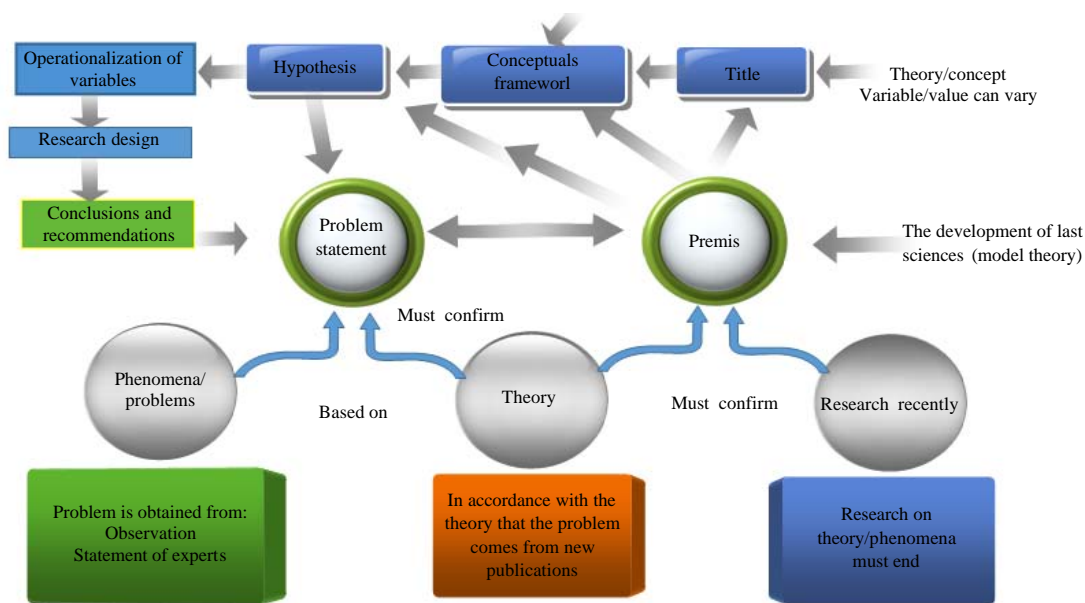 Operationalization of
variables
Hypothesis
Conceptuals
frameworl
Title
Theory/concept
Variable/value can vary
Research design
Conclusions and
recommendations
Problem
statement
Premis
The development of last
sciences (model theory)
Must confirm
Phenomena/
problems
Based on
Theory
Must confirm
Research recently
Problem is obtained from:
Observation
Statement of experts
In accordance with the
theory that the problem
comes from new
publications
Research on
theory/phenomena
must end